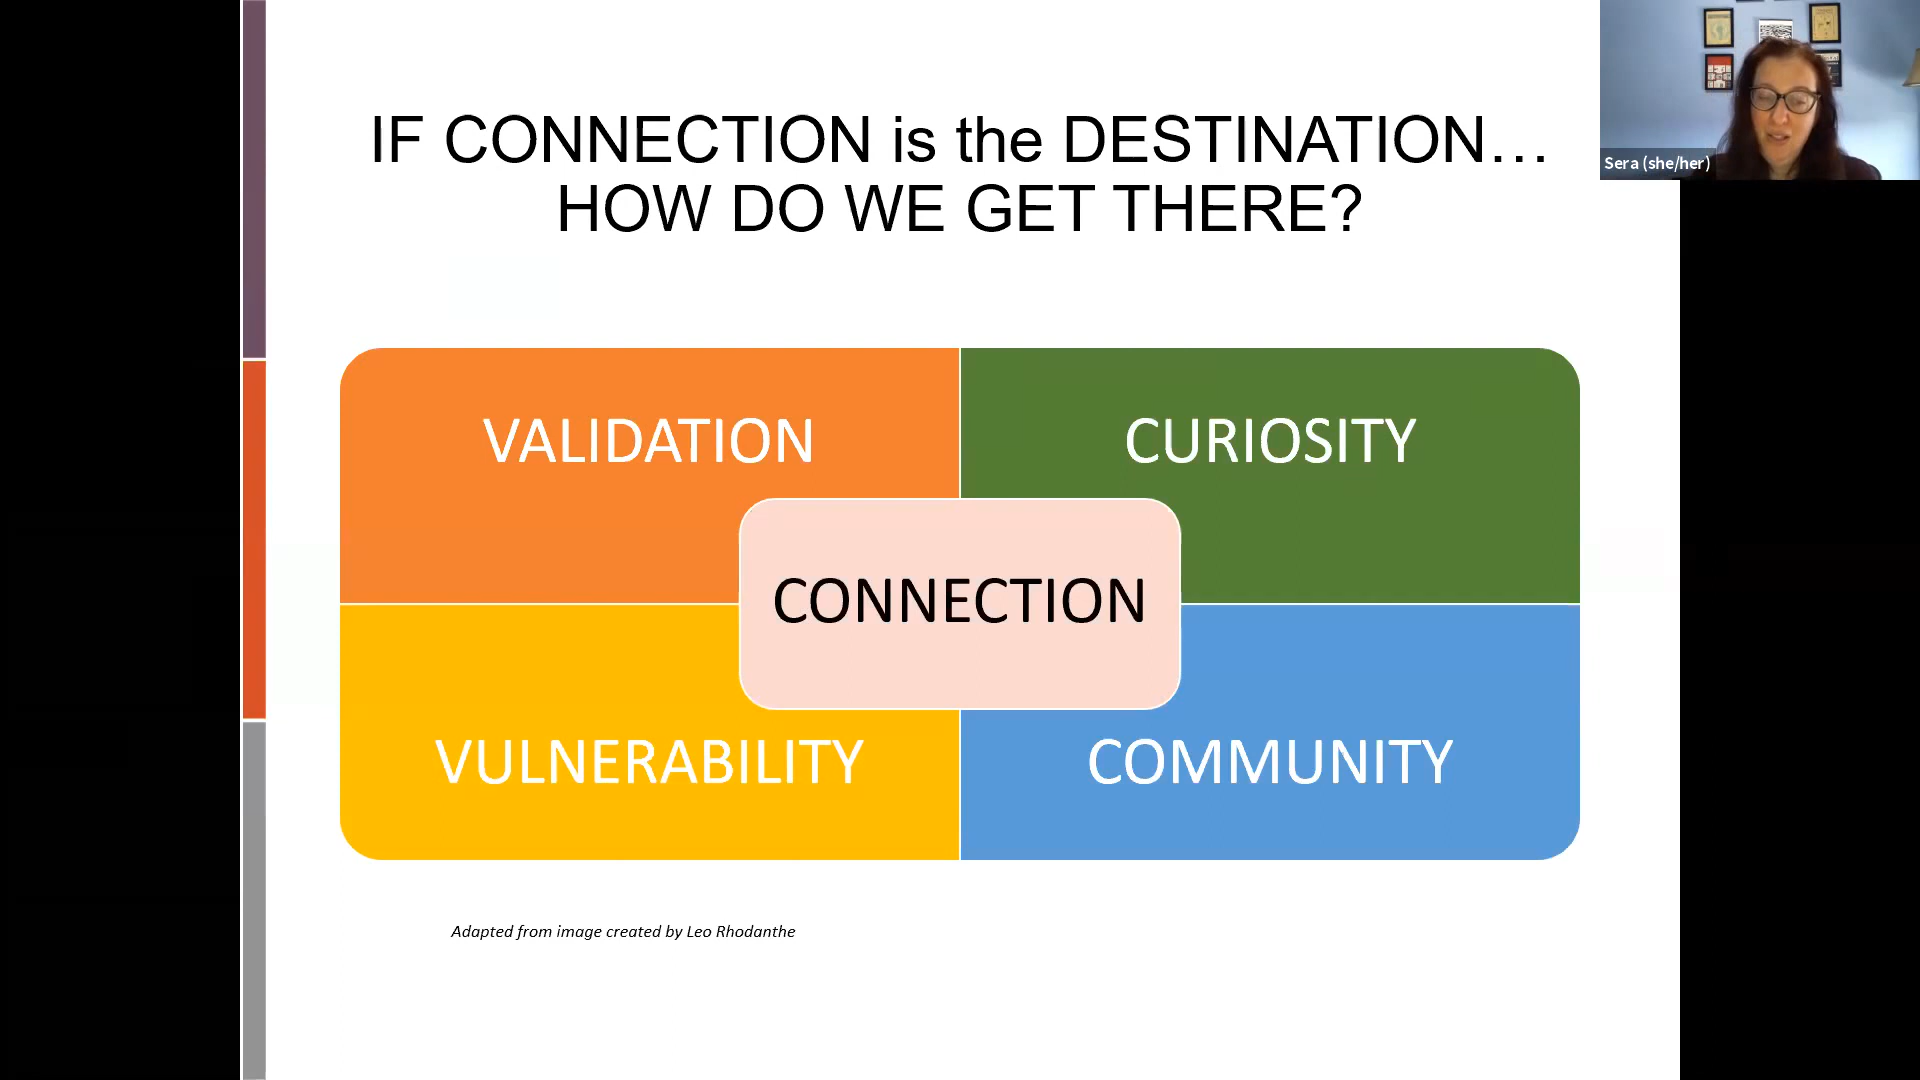 IF CONNECTION is the DESTINATION…
HOW DO WE GET THERE?
Sera (she/her)
VALIDATION
CURIOSITY
CONNECTION
VULNERABILITY
COMMUNITY
Adapted from image created by Leo Rhodanthe